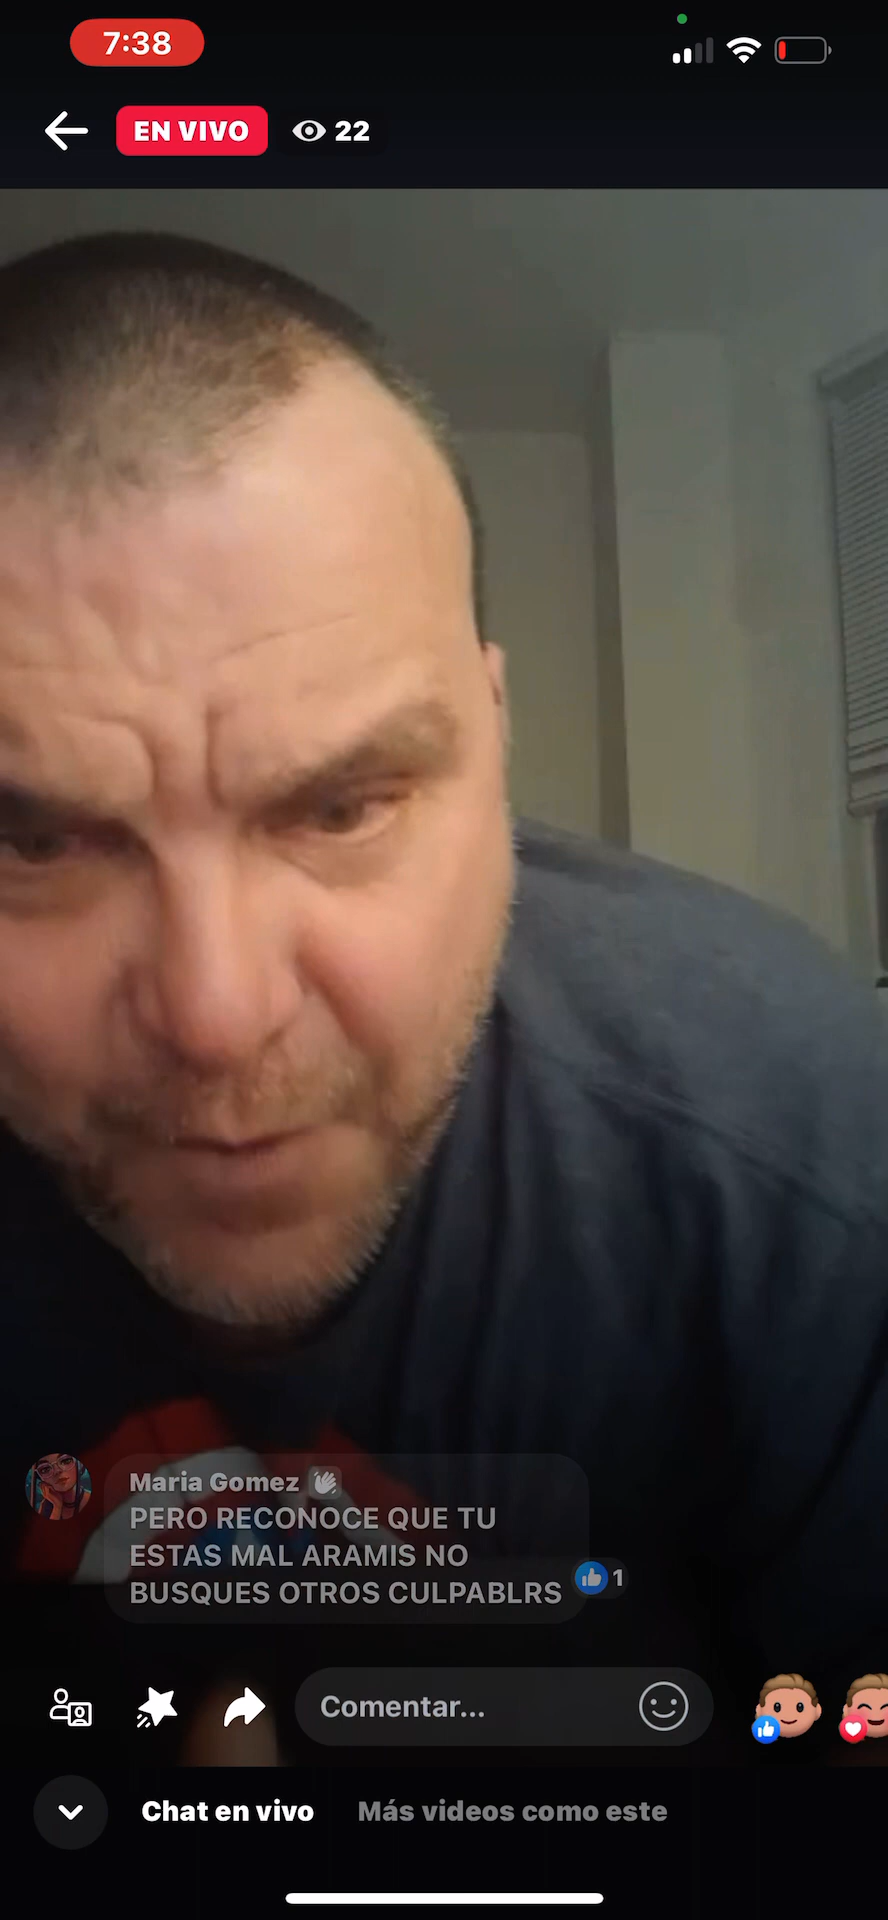 7:38
EN VIVO
22
Maria Gomez
PERO RECONOCE QUE TU
ESTAS MAL ARAMIS NO
BUSQUES OTROS CULPABLRS
1
Comentar...
Chat en vivo
Más videos como este